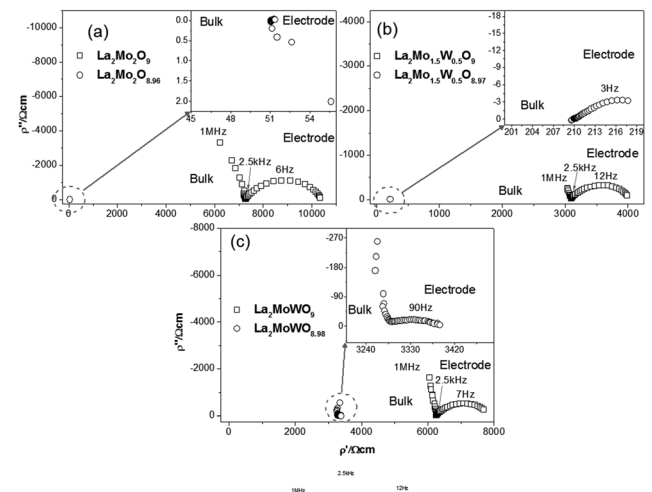 (a)
La2Mo2O9
La2Mo2O8.96
ρ''/Ωcm
-10000
-8000
-6000
-4000
-2000
0
0 2000 4000 6000 8000 10000
Bulk Electrode
0.0
0.5
1.0
1.5
2.0
45 48 51 54 57
1MHz
Electrode
2.5kHz
Bulk
6Hz
(b)
La2Mo1.5W0.5O9
La2Mo1.5W0.5O8.97
-4000
-3000
-2000
-1000
0
0 1000 2000 3000 4000
-18
-15
-12
-9
-6
-3
0
Electrode
3Hz
Bulk
201 204 207 210 213 216 219
Electrode
2.5kHz
1MHz
12Hz
Bulk
(c)
La2MoWO9
La2MoWO8.98
ρ''/Ωcm
-8000
-6000
-4000
-2000
0
0 2000 4000 6000 8000
ρ'/Ωcm
-270
-180
-90
0
Electrode
Bulk
90Hz
3240 3330 3420
1MHz
Electrode
2.5kHz
Bulk
7Hz
2.5kHz
1MHz
12Hz